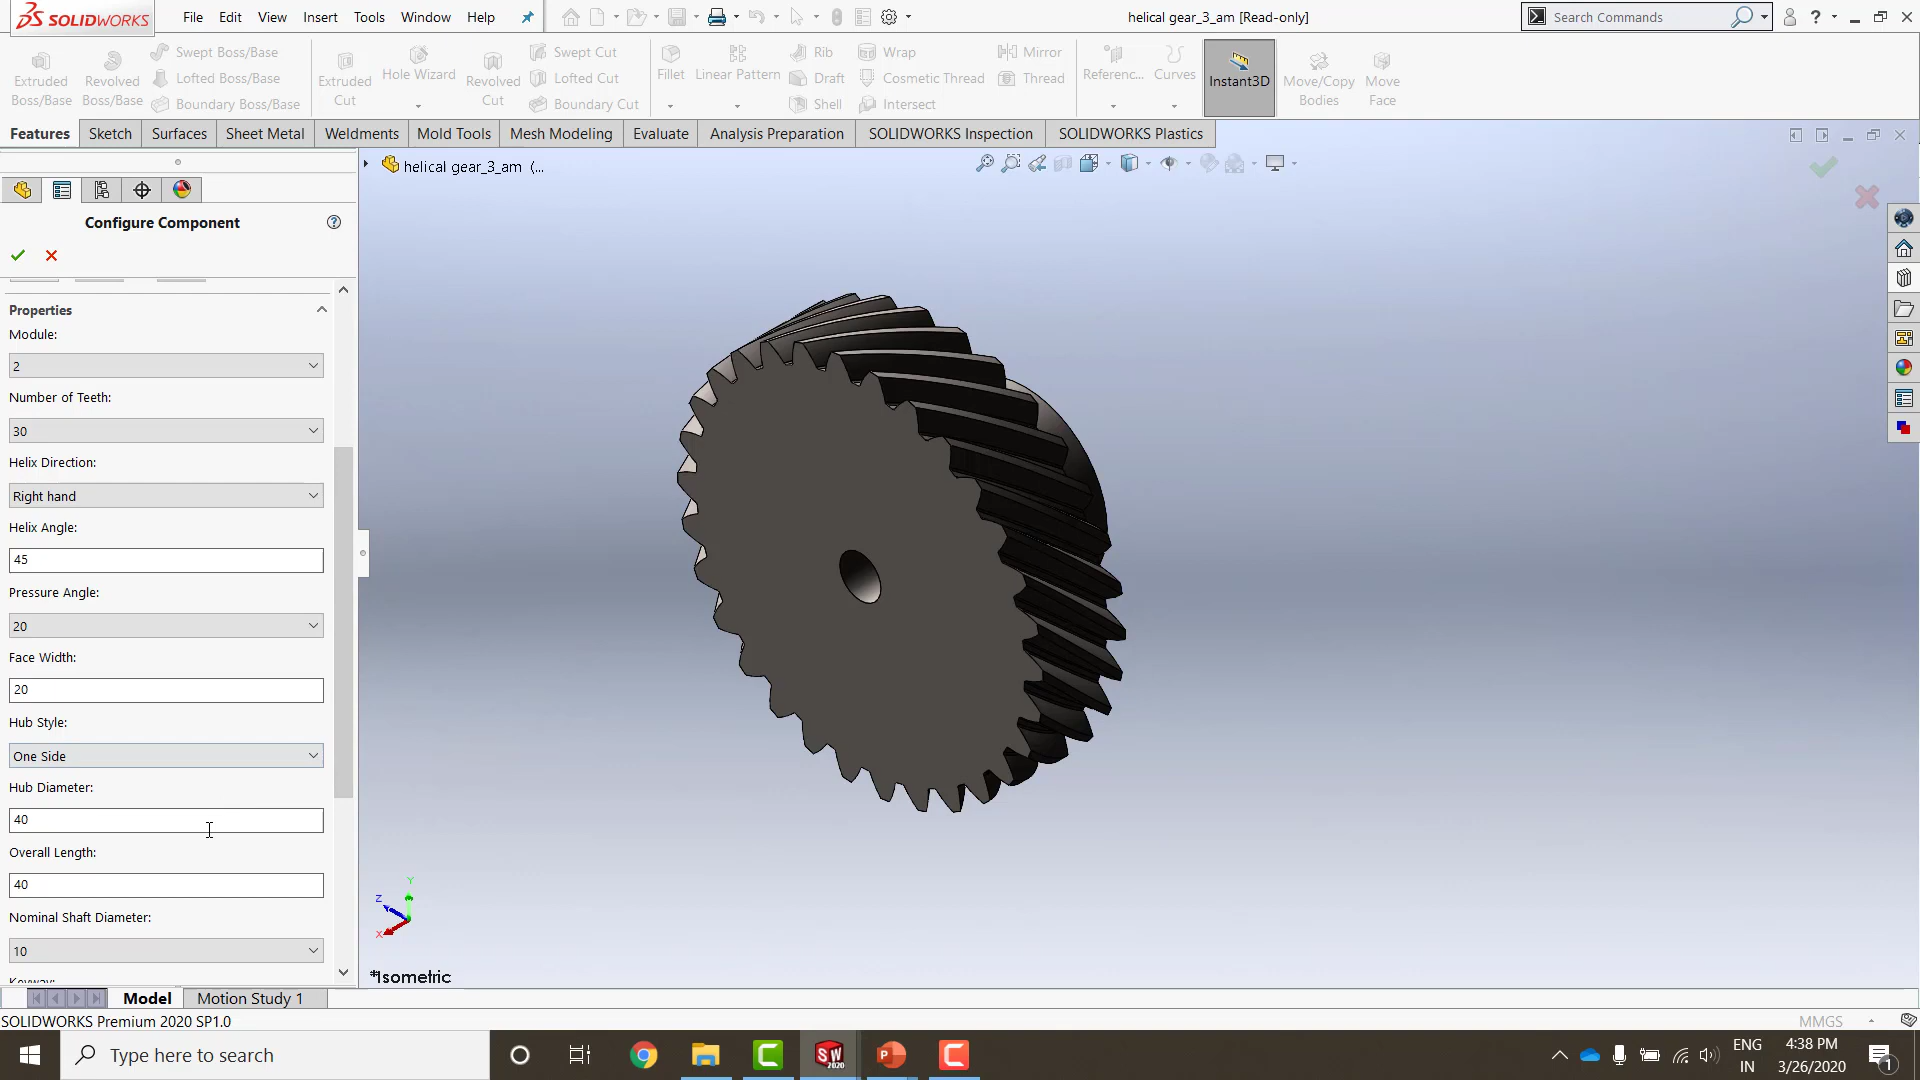 SOLIDWORKS File Edit View Insert Tools Window Help helical gear_3_am [Read-only] Search Commands ?
Extruded Boss/Base
Revolved Boss/Base
Swept Boss/Base
Lofted Boss/Base
Boundary Boss/Base
Extruded Cut
Hole Wizard
Revolved Cut
Swept Cut
Lofted Cut
Boundary Cut
Fillet
Linear Pattern
Rib
Draft
Shell
Wrap
Cosmetic Thread
Intersect
Mirror
Thread
Referenc...
Curves
Instant3D
Move/Copy Bodies
Move Face
Features Sketch Surfaces Sheet Metal Weldments Mold Tools Mesh Modeling Evaluate Analysis Preparation SOLIDWORKS Inspection SOLIDWORKS Plastics
helical gear_3_am (...
Configure Component
Properties
Module:
2
Number of Teeth:
30
Helix Direction:
Right hand
Helix Angle:
45
Pressure Angle:
20
Face Width:
20
Hub Style:
One Side
Hub Diameter:
40
Overall Length:
40
Nominal Shaft Diameter:
10
Keyway:
Y
Z
X
*Isometric
Model Motion Study 1
SOLIDWORKS Premium 2020 SP1.0 MMGS
Type here to search
SW
2020
ENG
IN
4:38 PM
3/26/2020
1